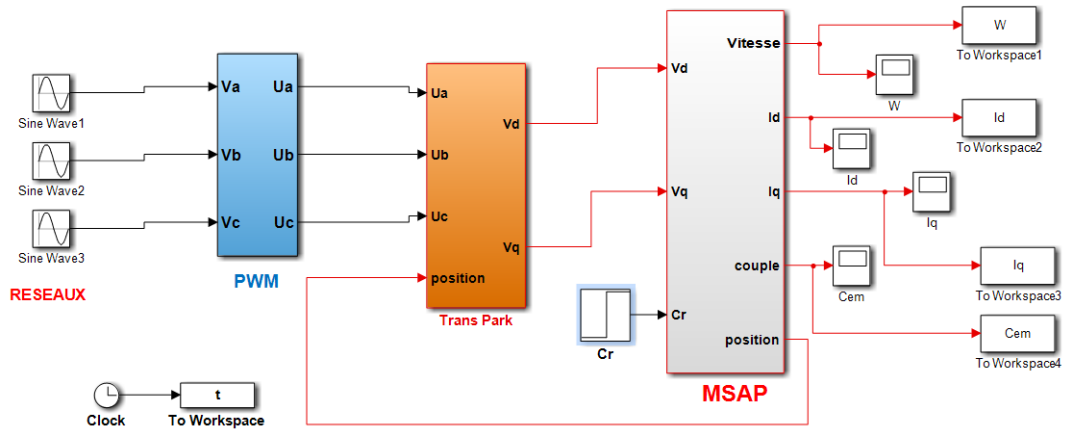 Sine Wave1
Sine Wave2
Sine Wave3
RESEAUX
Va
Vb
Vc
Ua
Ub
Uc
PWM
Ua
Ub
Uc
position
Vd
Vq
Trans Park
Cr
Vd
Vq
Cr
Vitesse
Id
Iq
couple
position
MSAP
W
To Workspace1
W
Id
To Workspace2
Id
Iq
Iq
To Workspace3
Cem
Cem
To Workspace4
Clock
t
To Workspace